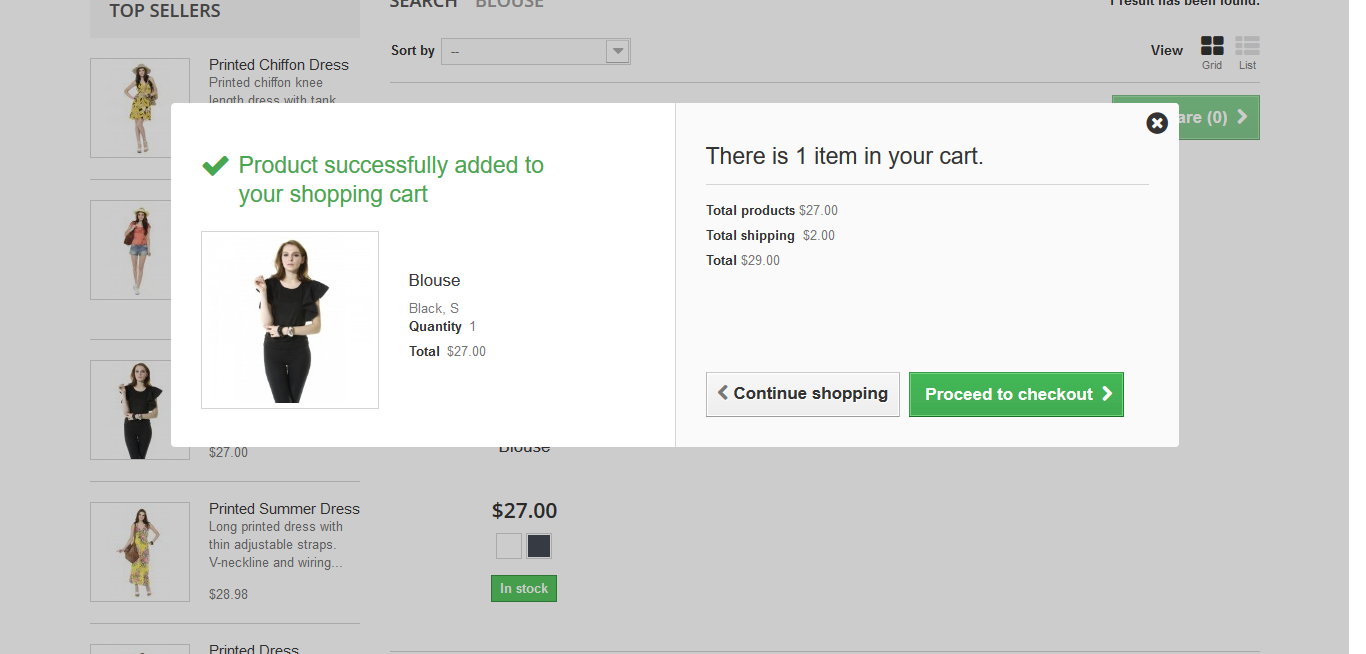 TOP SELLERS
SEARCH BLOUSE
1 result has been found.
Sort by --
View
Grid List
Printed Chiffon Dress
Printed chiffon knee
length dress with tank
are (0)
Product successfully added to
your shopping cart
Blouse
Black, S
Quantity 1
Total $27.00
There is 1 item in your cart.
Total products $27.00
Total shipping $2.00
Total $29.00
Continue shopping
Proceed to checkout
$27.00
Printed Summer Dress
Long printed dress with
thin adjustable straps.
V-neckline and wiring...
$28.98
Printed Dress
Blouse
$27.00
In stock